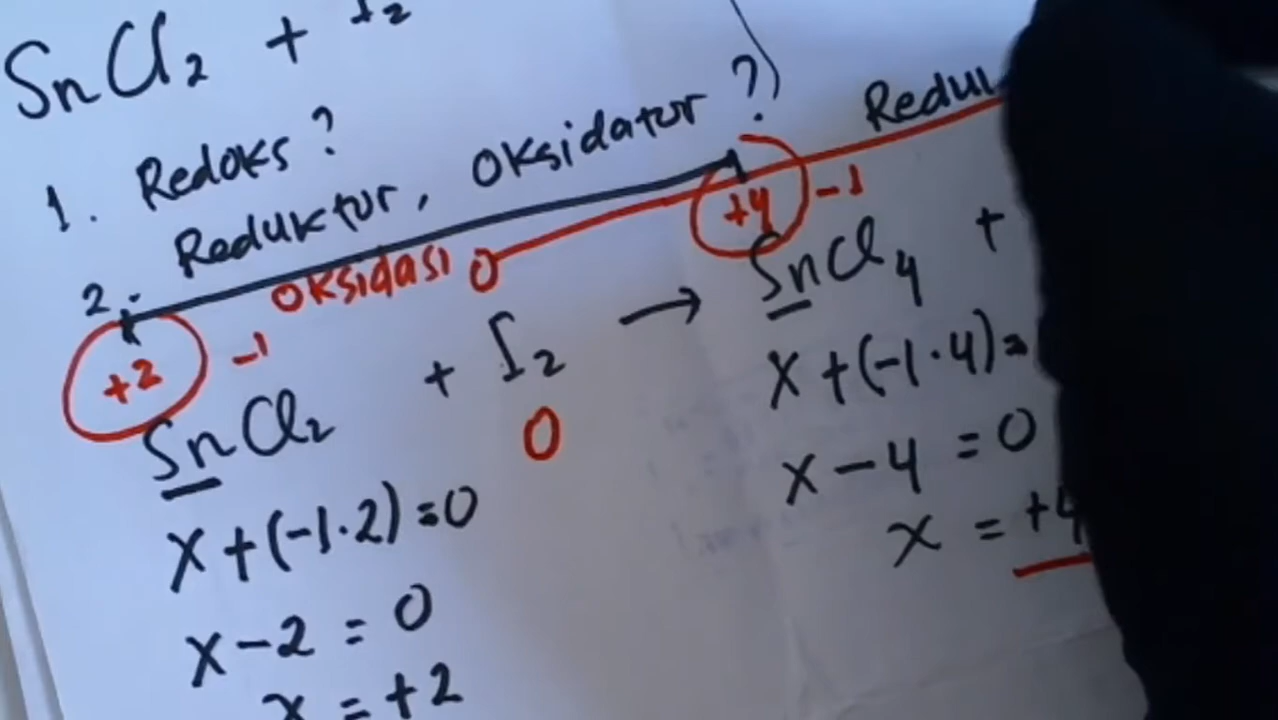 SnCl₂ + I₂
1. Redoks?
2. Reduktor, Oksidator?)
Oksidasi
+2 -1 0 +4 -1
SnCl₂ + I₂ → SnCl₄ +
0
x+(-1·2)=0
x-2=0
x=+2
x+(-1·4)=
x-4=0
x=+4